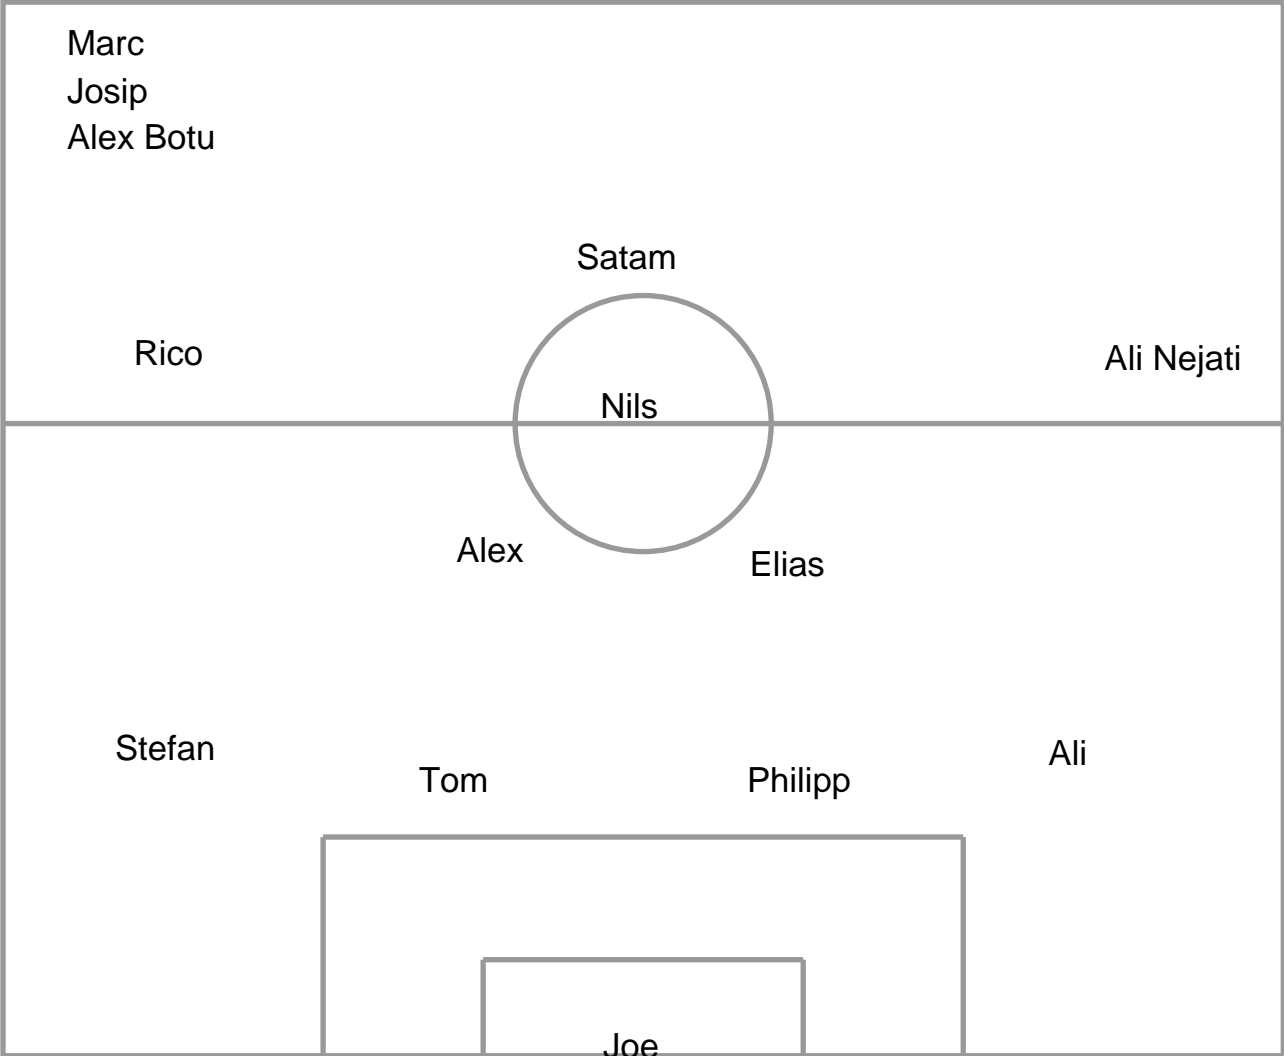 Marc
Josip
Alex Botu
Satam
Rico
Ali Nejati
Nils
Alex
Elias
Stefan
Ali
Tom
Philipp
Joe